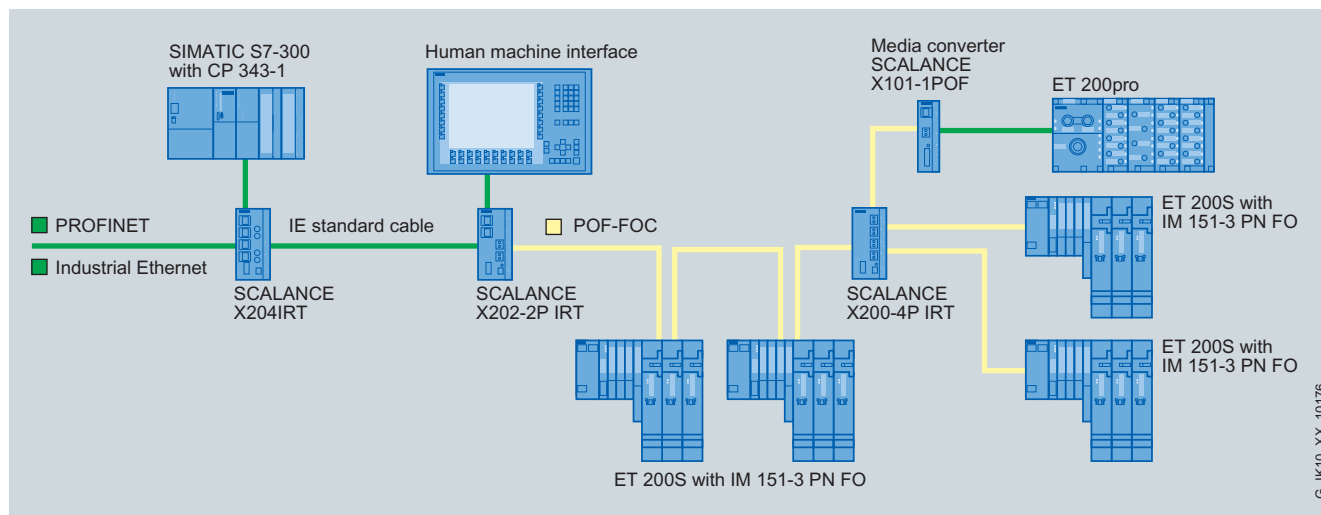 SIMATIC S7-300
with CP 343-1
Human machine interface
Media converter
SCALANCE
X101-1POF
ET 200pro
PROFINET
IE standard cable
POF-FOC
Industrial Ethernet
SCALANCE
X204IRT
SCALANCE
X202-2P IRT
SCALANCE
X200-4P IRT
ET 200S with
IM 151-3 PN FO
ET 200S with
IM 151-3 PN FO
ET 200S with IM 151-3 PN FO
G_IK10_XX_10176